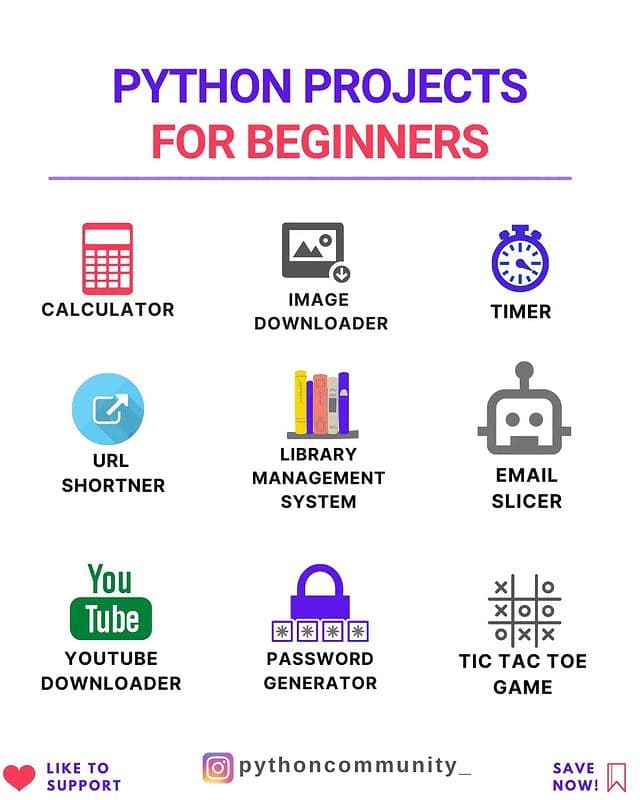 PYTHON PROJECTS
FOR BEGINNERS
CALCULATOR
IMAGE
DOWNLOADER
TIMER
URL
SHORTNER
LIBRARY
MANAGEMENT
SYSTEM
EMAIL
SLICER
You
Tube
YOUTUBE
DOWNLOADER
PASSWORD
GENERATOR
TIC TAC TOE
GAME
LIKE TO
SUPPORT
pythoncommunity_
SAVE
NOW!